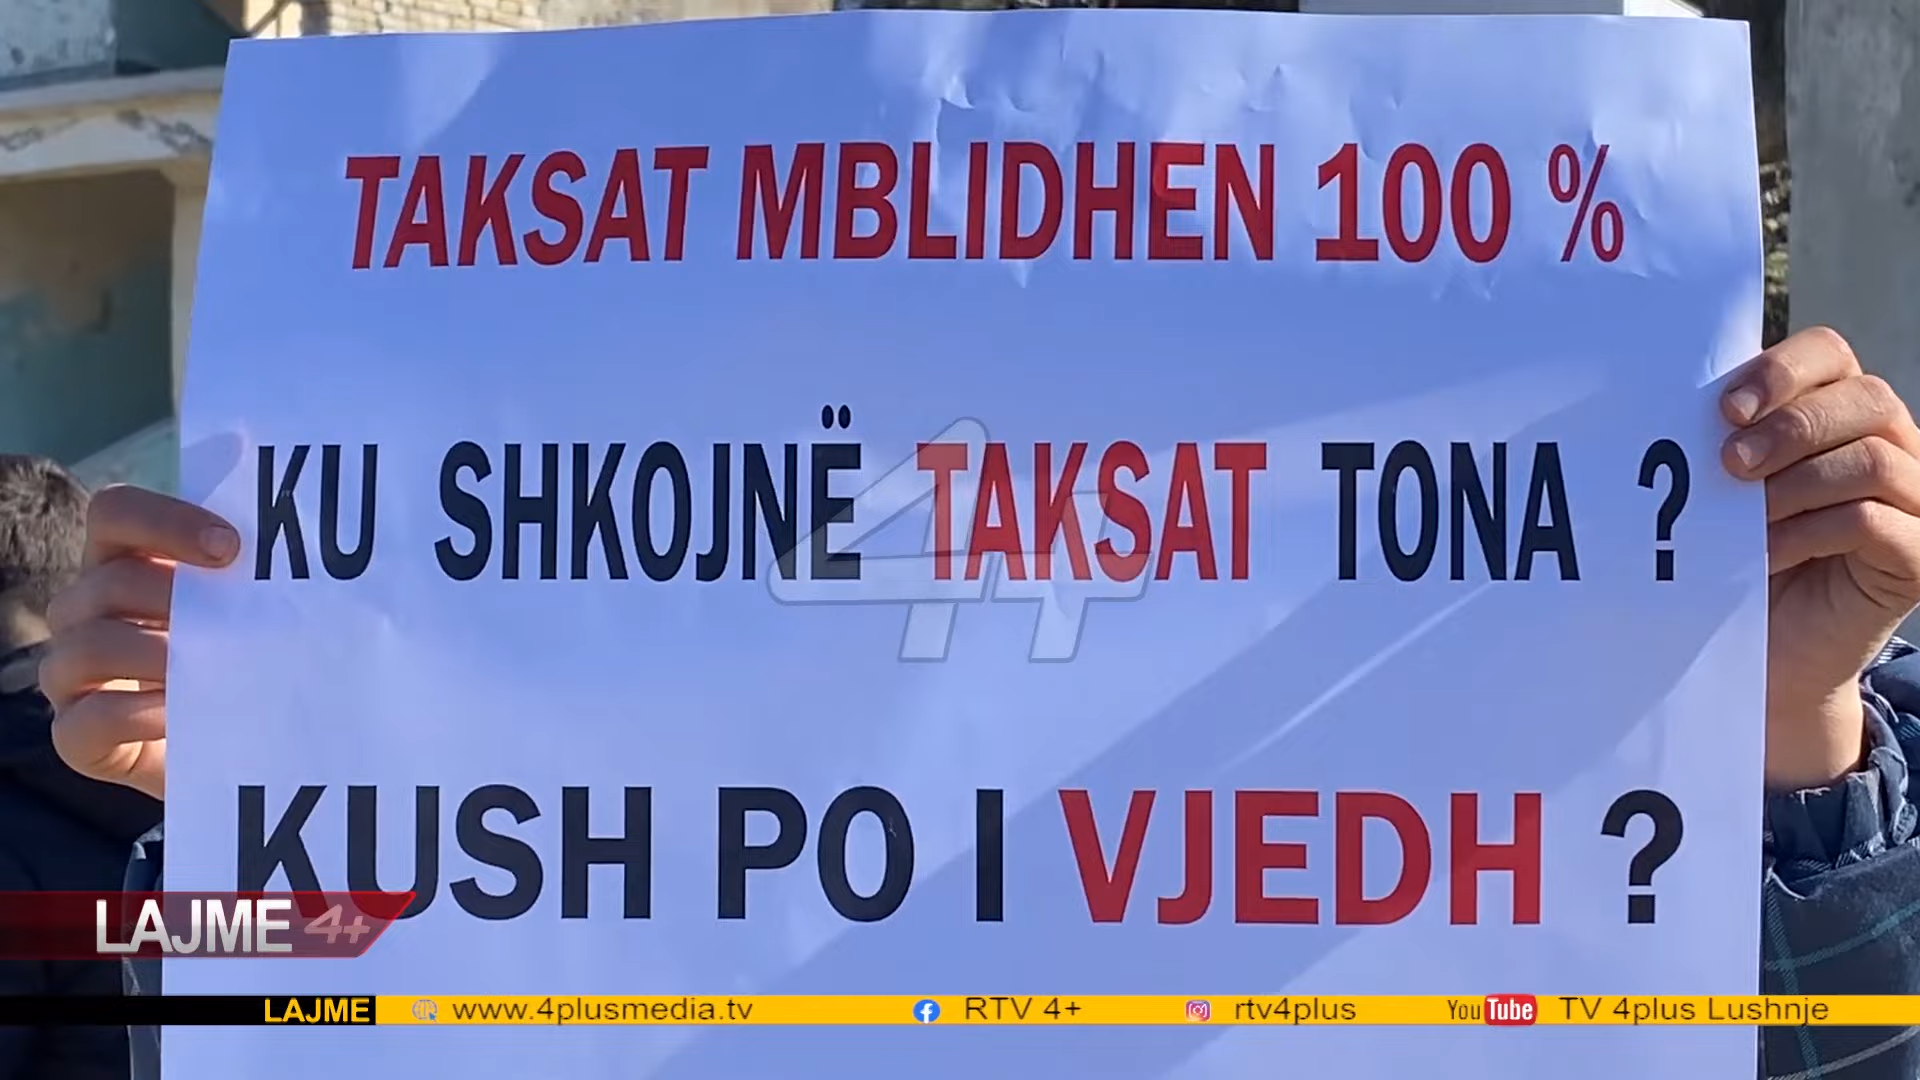 TAKSAT MBLIDHEN 100 %
KU SHKOJNË TAKSAT TONA ?
KUSH PO I VJEDH ?
4+
LAJME 4+
LAJME www.4plusmedia.tv RTV 4+ rtv4plus YouTube TV 4plus Lushnje